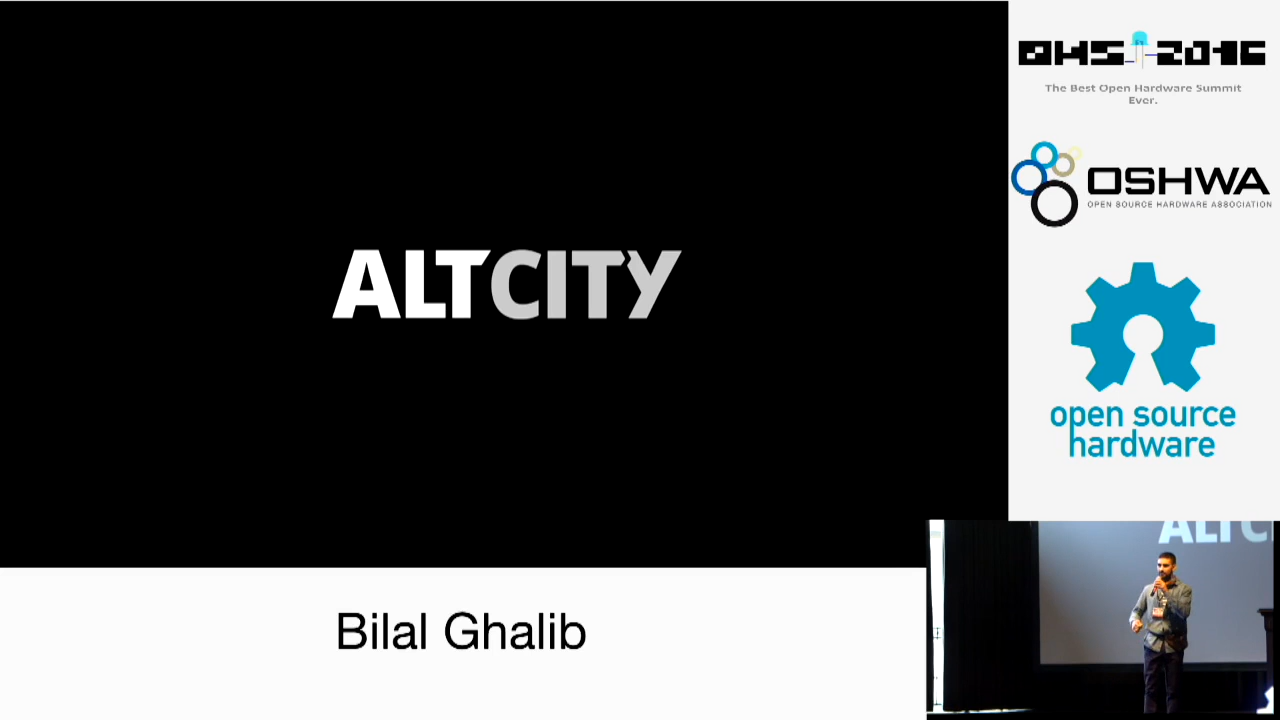 ALTCITY
OHS 2016
The Best Open Hardware Summit
Ever.
OSHWA
OPEN SOURCE HARDWARE ASSOCIATION
open source
hardware
ALTC
Bilal Ghalib